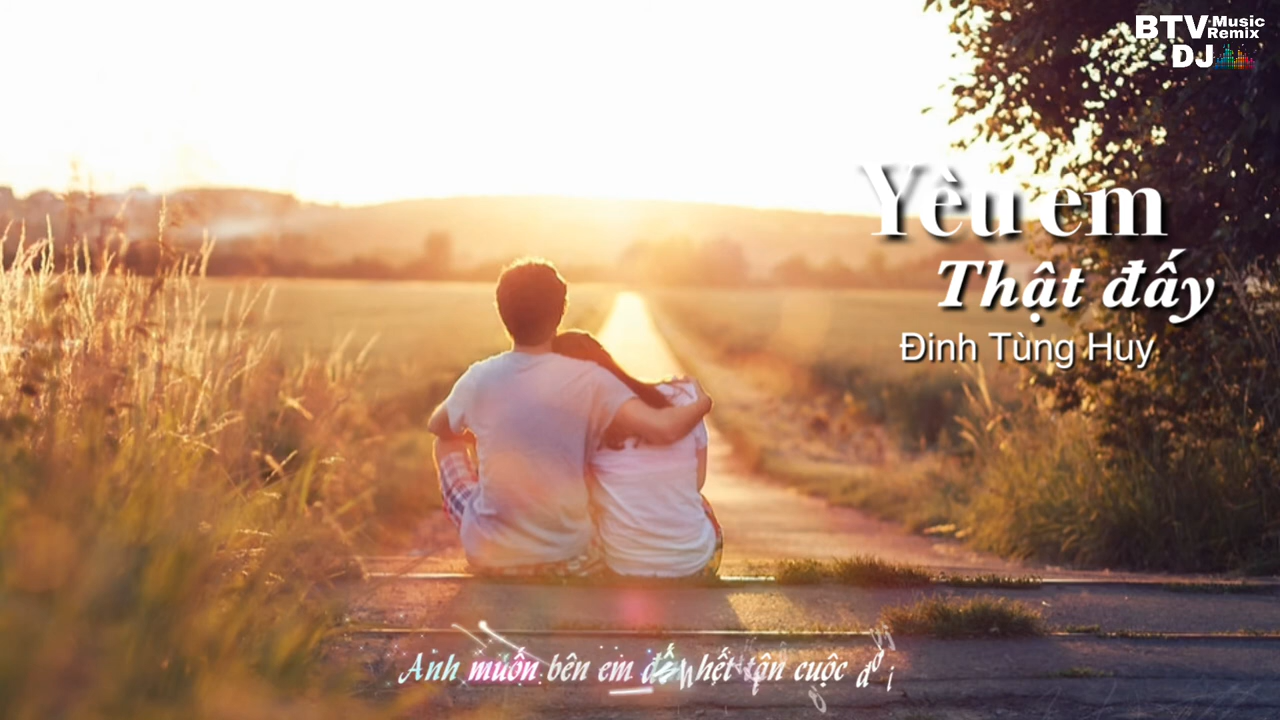 BTV Music Remix
DJ
Yèu em
Thật đấy
Đinh Tùng Huy
Anh muốn bên em đến hết tận cuộc đời